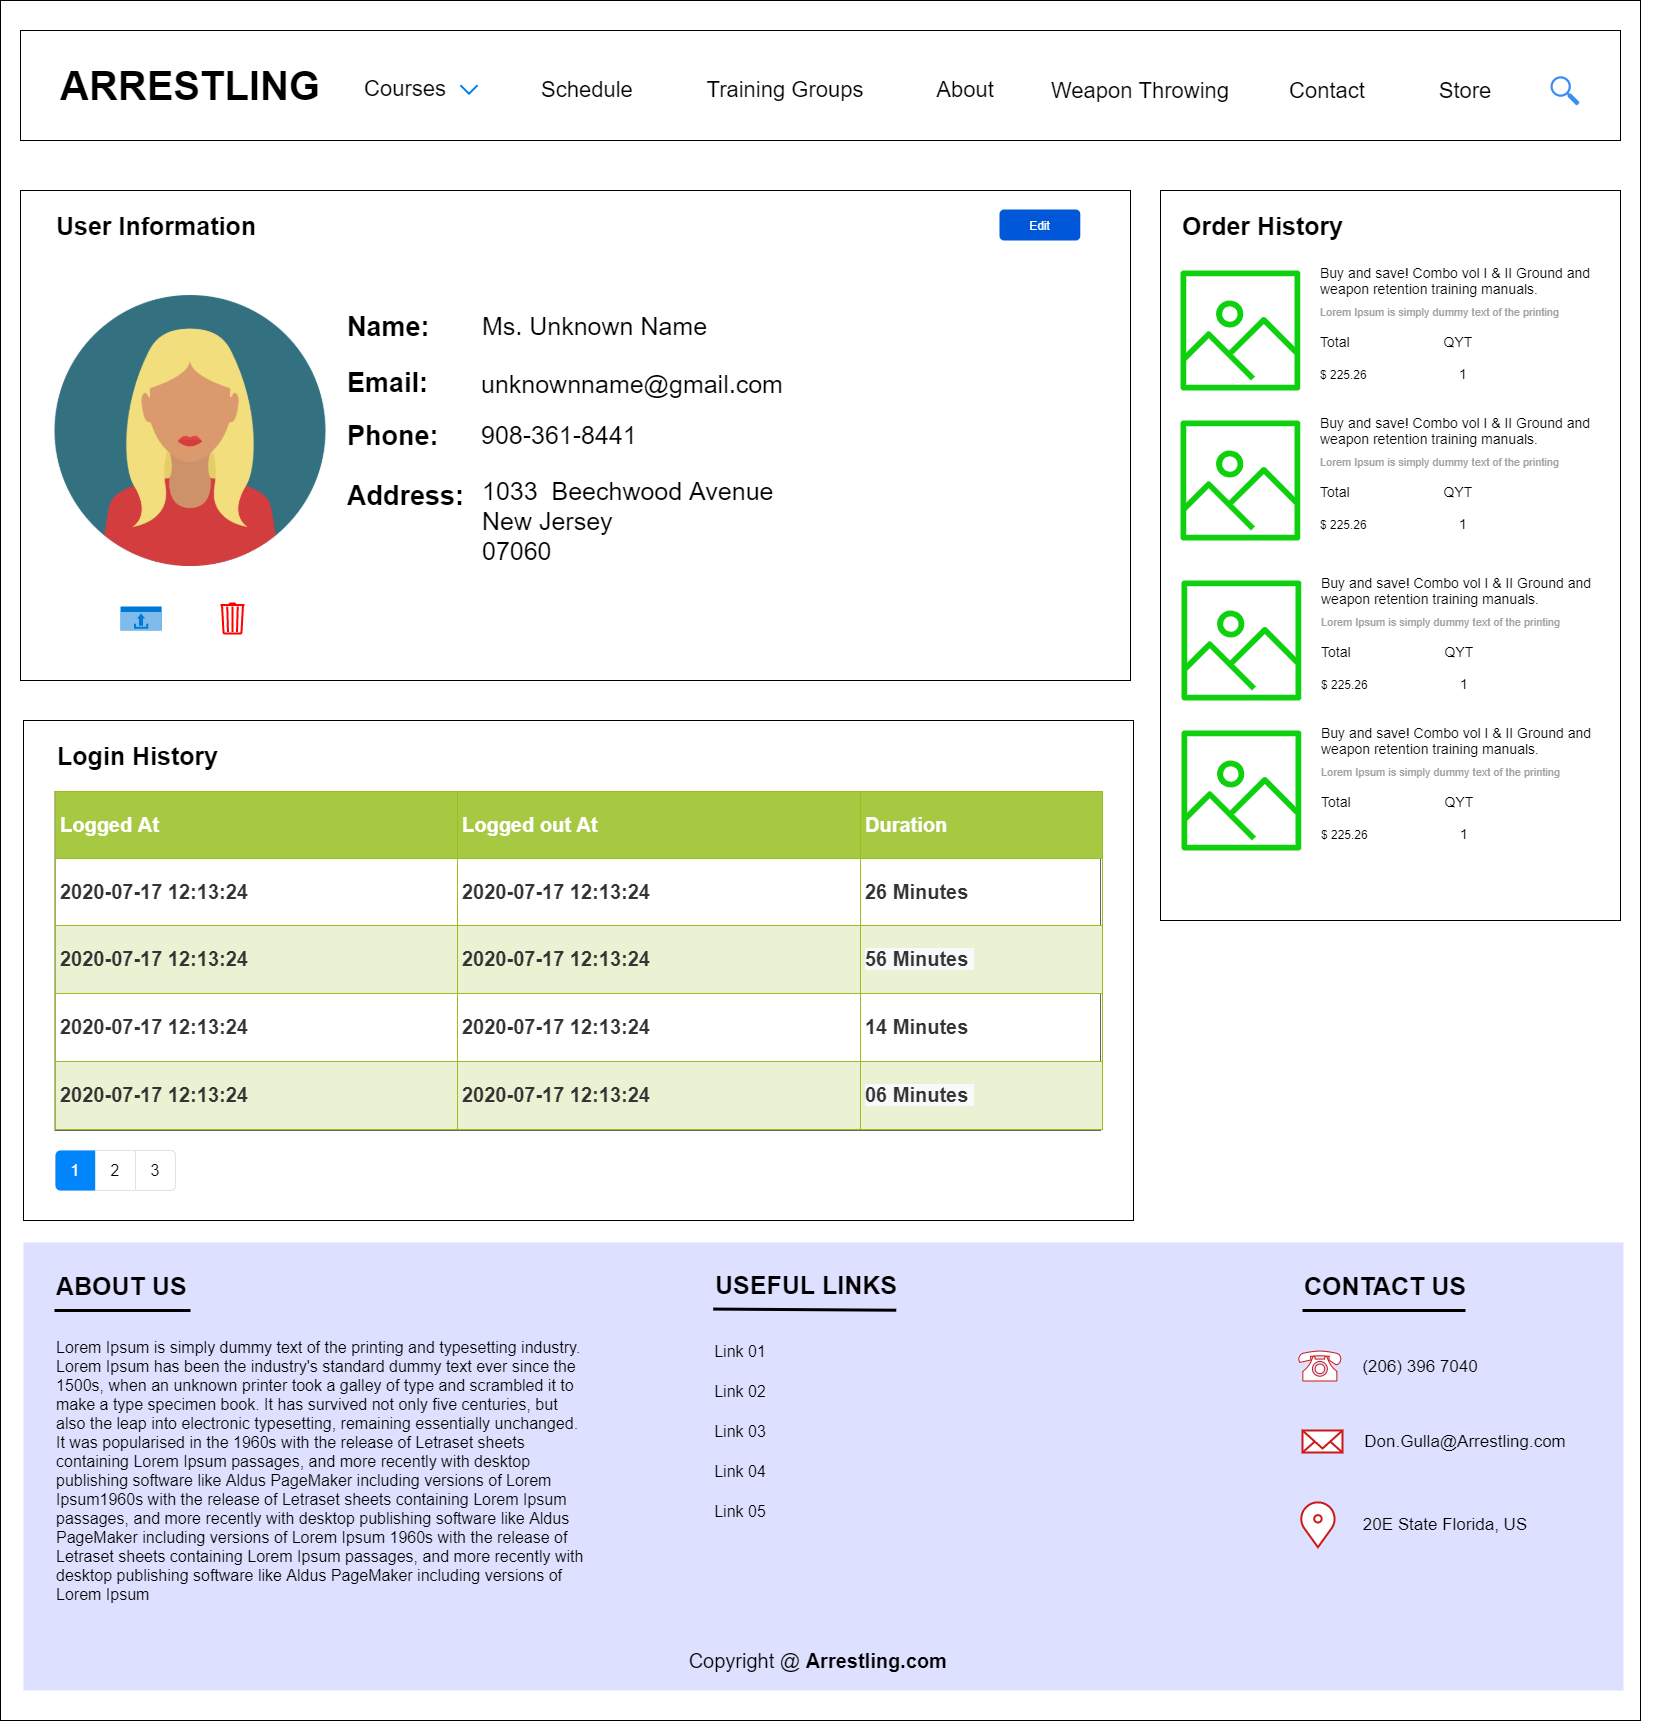 ARRESTLING Courses Schedule Training Groups About Weapon Throwing Contact Store
User Information Edit
Name: Ms. Unknown Name
Email: unknownname@gmail.com
Phone: 908-361-8441
Address: 1033 Beechwood Avenue
New Jersey
07060
Order History
Buy and save! Combo vol I & II Ground and
weapon retention training manuals.
Lorem Ipsum is simply dummy text of the printing
Total QYT
$ 225.26 1
Buy and save! Combo vol I & II Ground and
weapon retention training manuals.
Lorem Ipsum is simply dummy text of the printing
Total QYT
$ 225.26 1
Buy and save! Combo vol I & II Ground and
weapon retention training manuals.
Lorem Ipsum is simply dummy text of the printing
Total QYT
$ 225.26 1
Buy and save! Combo vol I & II Ground and
weapon retention training manuals.
Lorem Ipsum is simply dummy text of the printing
Total QYT
$ 225.26 1
Login History
Logged At Logged out At Duration
2020-07-17 12:13:24 2020-07-17 12:13:24 26 Minutes
2020-07-17 12:13:24 2020-07-17 12:13:24 56 Minutes
2020-07-17 12:13:24 2020-07-17 12:13:24 14 Minutes
2020-07-17 12:13:24 2020-07-17 12:13:24 06 Minutes
1 2 3
ABOUT US
Lorem Ipsum is simply dummy text of the printing and typesetting industry.
Lorem Ipsum has been the industry's standard dummy text ever since the
1500s, when an unknown printer took a galley of type and scrambled it to
make a type specimen book. It has survived not only five centuries, but
also the leap into electronic typesetting, remaining essentially unchanged.
It was popularised in the 1960s with the release of Letraset sheets
containing Lorem Ipsum passages, and more recently with desktop
publishing software like Aldus PageMaker including versions of Lorem
Ipsum1960s with the release of Letraset sheets containing Lorem Ipsum
passages, and more recently with desktop publishing software like Aldus
PageMaker including versions of Lorem Ipsum 1960s with the release of
Letraset sheets containing Lorem Ipsum passages, and more recently with
desktop publishing software like Aldus PageMaker including versions of
Lorem Ipsum
USEFUL LINKS
Link 01
Link 02
Link 03
Link 04
Link 05
CONTACT US
(206) 396 7040
Don.Gulla@Arrestling.com
20E State Florida, US
Copyright @ Arrestling.com